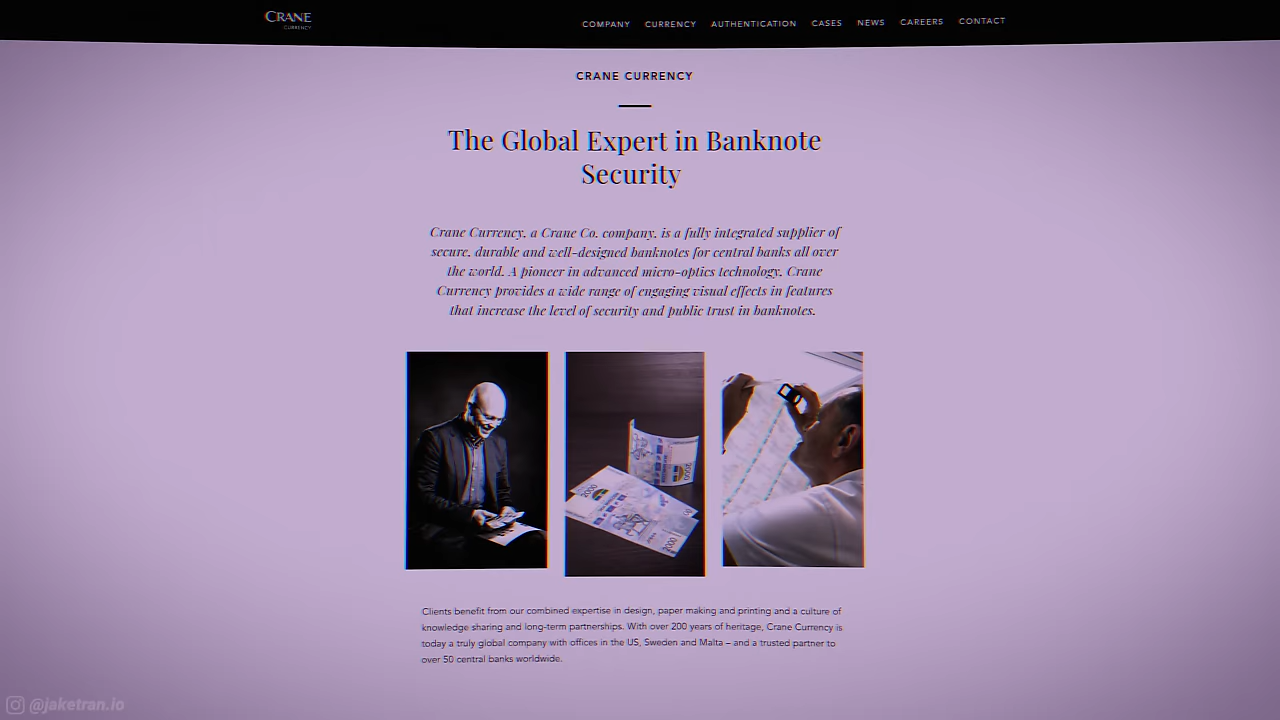 CRANE
CURRENCY
COMPANY CURRENCY AUTHENTICATION CASES NEWS CAREERS CONTACT
CRANE CURRENCY
The Global Expert in Banknote
Security
Crane Currency, a Crane Co. company, is a fully integrated supplier of
secure, durable and well-designed banknotes for central banks all over
the world. A pioneer in advanced micro-optics technology, Crane
Currency provides a wide range of engaging visual effects in features
that increase the level of security and public trust in banknotes.
2000
2000
2000
Clients benefit from our combined expertise in design, paper making and printing and a culture of
knowledge sharing and long-term partnerships. With over 200 years of heritage, Crane Currency is
today a truly global company with offices in the US, Sweden and Malta – and a trusted partner to
over 50 central banks worldwide.
@jaketran.io